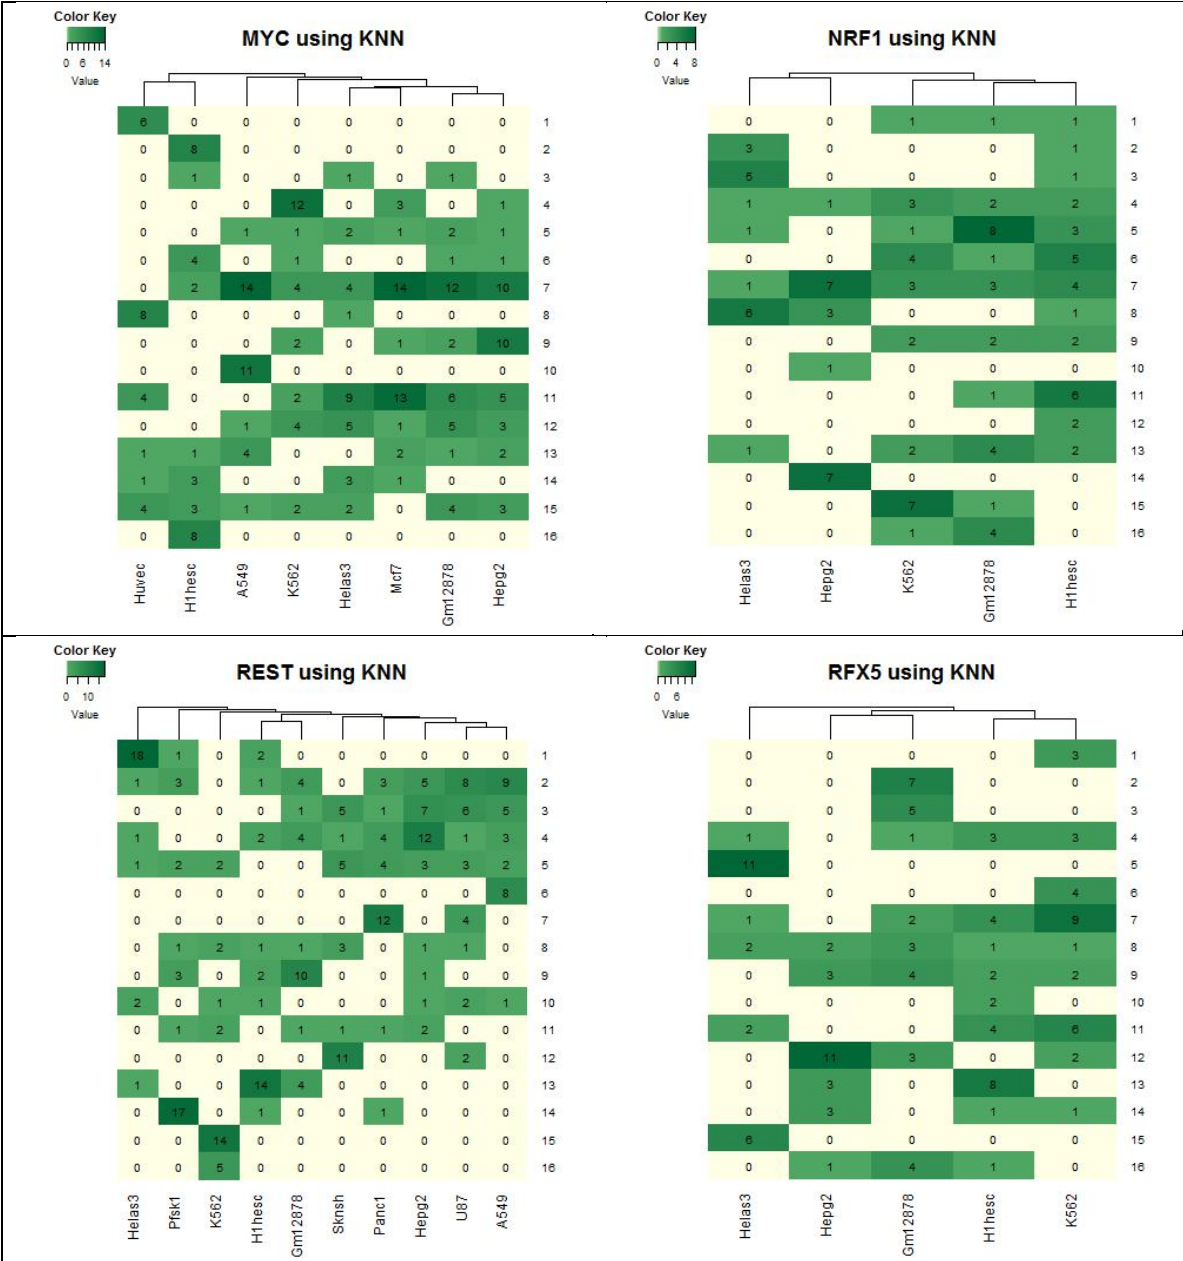 Color Key
0 6 14
Value
MYC using KNN
6 0 0 0 0 0 0 0 1
0 8 0 0 0 0 0 0 2
0 1 0 0 1 0 1 0 3
0 0 0 12 0 3 0 1 4
0 0 1 1 2 1 2 1 5
0 4 0 1 0 0 1 1 6
0 2 14 4 4 14 12 10 7
8 0 0 0 1 0 0 0 8
0 0 0 2 0 1 2 10 9
0 0 11 0 0 0 0 0 10
4 0 0 2 9 13 6 5 11
0 0 1 4 5 1 5 3 12
1 1 4 0 0 2 1 2 13
1 3 0 0 3 1 0 0 14
4 3 1 2 2 0 4 3 15
0 8 0 0 0 0 0 0 16
Huvec H1hesc A549 K562 Helas3 Mcf7 Gm12878 Hepg2
Color Key
0 4 8
Value
NRF1 using KNN
0 0 1 1 1 1
3 0 0 0 1 2
5 0 0 0 1 3
1 1 3 2 2 4
1 0 1 8 3 5
0 0 4 1 5 6
1 7 3 3 4 7
6 3 0 0 1 8
0 0 2 2 2 9
0 1 0 0 0 10
0 0 0 1 6 11
0 0 0 0 2 12
1 0 2 4 2 13
0 7 0 0 0 14
0 0 7 1 0 15
0 0 1 4 0 16
Helas3 Hepg2 K562 Gm12878 H1hesc
Color Key
0 10
Value
REST using KNN
18 1 0 2 0 0 0 0 0 0 1
1 3 0 1 4 0 3 5 8 9 2
0 0 0 0 1 5 1 7 6 5 3
1 0 0 2 4 1 4 12 1 3 4
1 2 2 0 0 5 4 3 3 2 5
0 0 0 0 0 0 0 0 0 8 6
0 0 0 0 0 0 12 0 4 0 7
0 1 2 1 1 3 0 1 1 0 8
0 3 0 2 10 0 0 1 0 0 9
2 0 1 1 0 0 0 1 2 1 10
0 1 2 0 1 1 1 2 0 0 11
0 0 0 0 0 11 0 0 2 0 12
1 0 0 14 4 0 0 0 0 0 13
0 17 0 1 0 0 1 0 0 0 14
0 0 14 0 0 0 0 0 0 0 15
0 0 5 0 0 0 0 0 0 0 16
Helas3 Pfsk1 K562 H1hesc Gm12878 Sknsh Panc1 Hepg2 U87 A549
Color Key
0 6
Value
RFX5 using KNN
0 0 0 0 3 1
0 0 7 0 0 2
0 0 5 0 0 3
1 0 1 3 3 4
11 0 0 0 0 5
0 0 0 0 4 6
1 0 2 4 9 7
2 2 3 1 1 8
0 3 4 2 2 9
0 0 0 2 0 10
2 0 0 4 6 11
0 11 3 0 2 12
0 3 0 8 0 13
0 3 0 1 1 14
6 0 0 0 0 15
0 1 4 1 0 16
Helas3 Hepg2 Gm12878 H1hesc K562